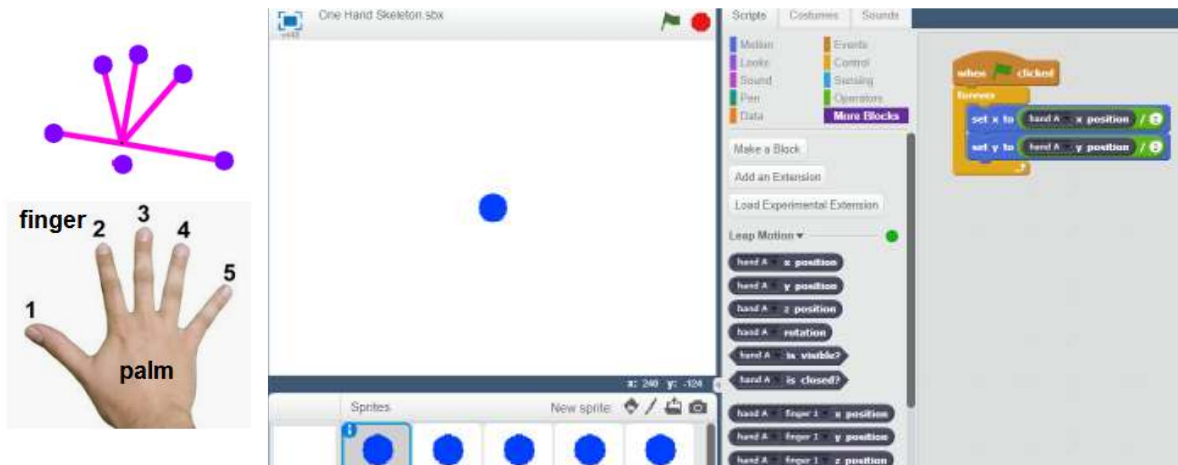 finger
1
2
3
4
5
palm
One Hand Skeleton.sbx
v442
x: 240 y: -124
Sprites
New sprite:
Scripts
Costumes
Sounds
Motion
Events
Looks
Control
Sound
Sensing
Pen
Operators
Data
More Blocks
Make a Block
Add an Extension
Load Experimental Extension
Leap Motion
hand A x position
hand A y position
hand A z position
hand A rotation
hand A is visible?
hand A is closed?
hand A finger 1 x position
hand A finger 1 y position
hand A finger 1 z position
when clicked
forever
set x to hand A x position / 2
set y to hand A y position / 2